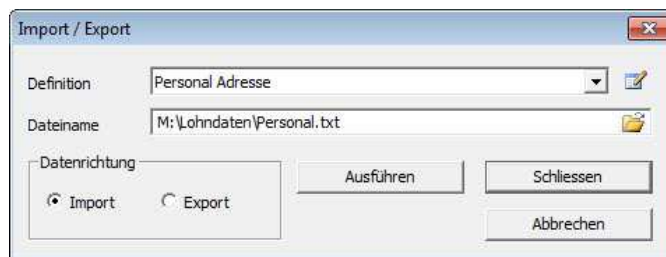 Import / Export
Definition
Personal Adresse
Dateiname
M:\Lohndaten\Personal.txt
Datenrichtung
Import
Export
Ausführen
Schliessen
Abbrechen